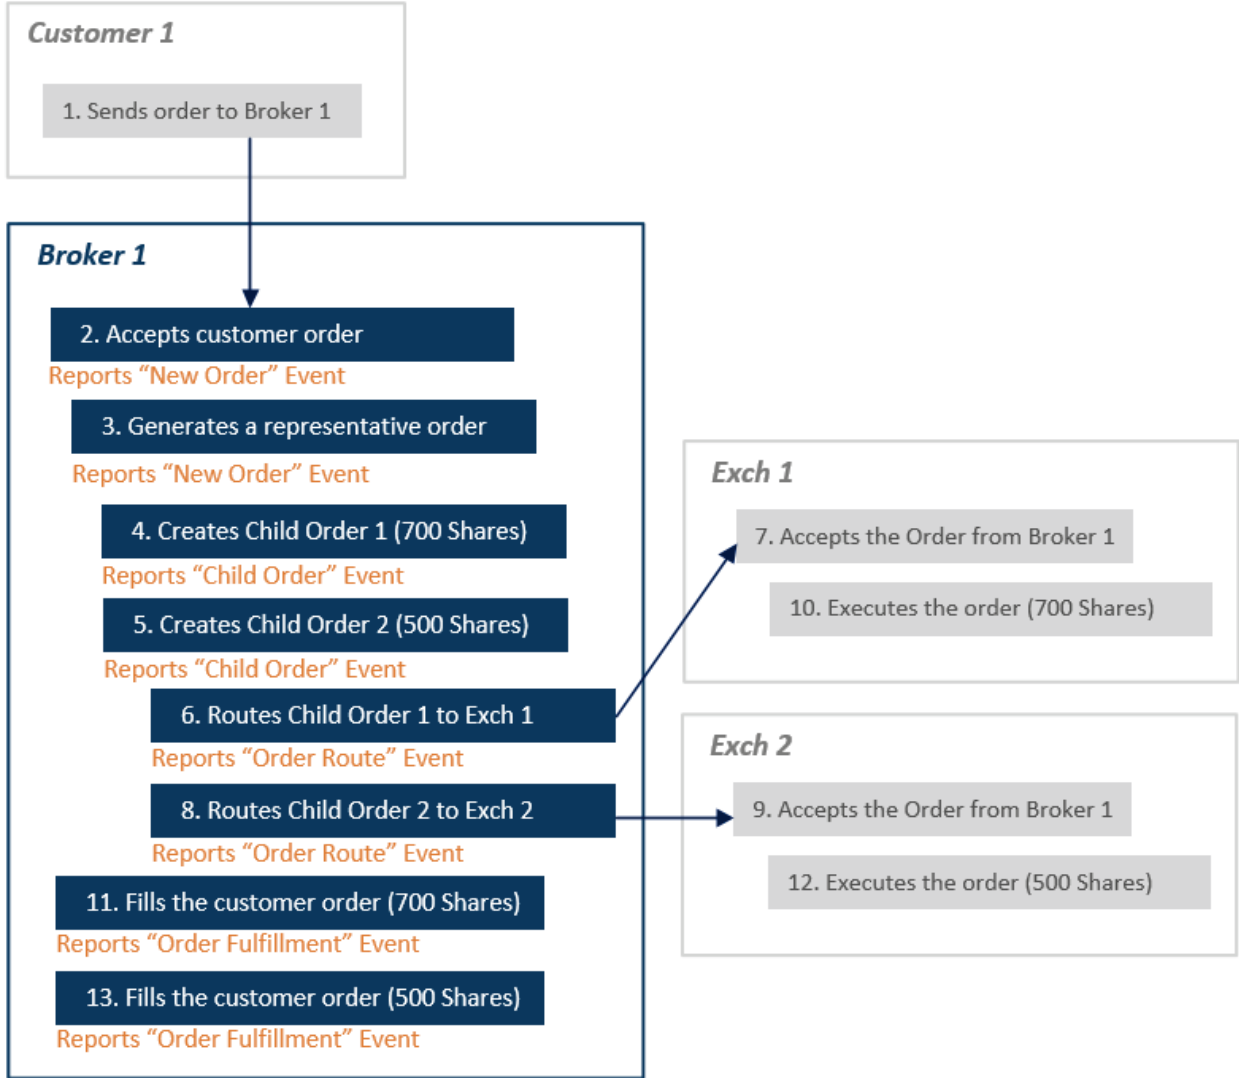 Customer 1
1. Sends order to Broker 1
Broker 1
2. Accepts customer order
Reports “New Order” Event
3. Generates a representative order
Reports “New Order” Event
4. Creates Child Order 1 (700 Shares)
Reports “Child Order” Event
5. Creates Child Order 2 (500 Shares)
Reports “Child Order” Event
6. Routes Child Order 1 to Exch 1
Reports “Order Route” Event
8. Routes Child Order 2 to Exch 2
Reports “Order Route” Event
11. Fills the customer order (700 Shares)
Reports “Order Fulfillment” Event
13. Fills the customer order (500 Shares)
Reports “Order Fulfillment” Event
Exch 1
7. Accepts the Order from Broker 1
10. Executes the order (700 Shares)
Exch 2
9. Accepts the Order from Broker 1
12. Executes the order (500 Shares)